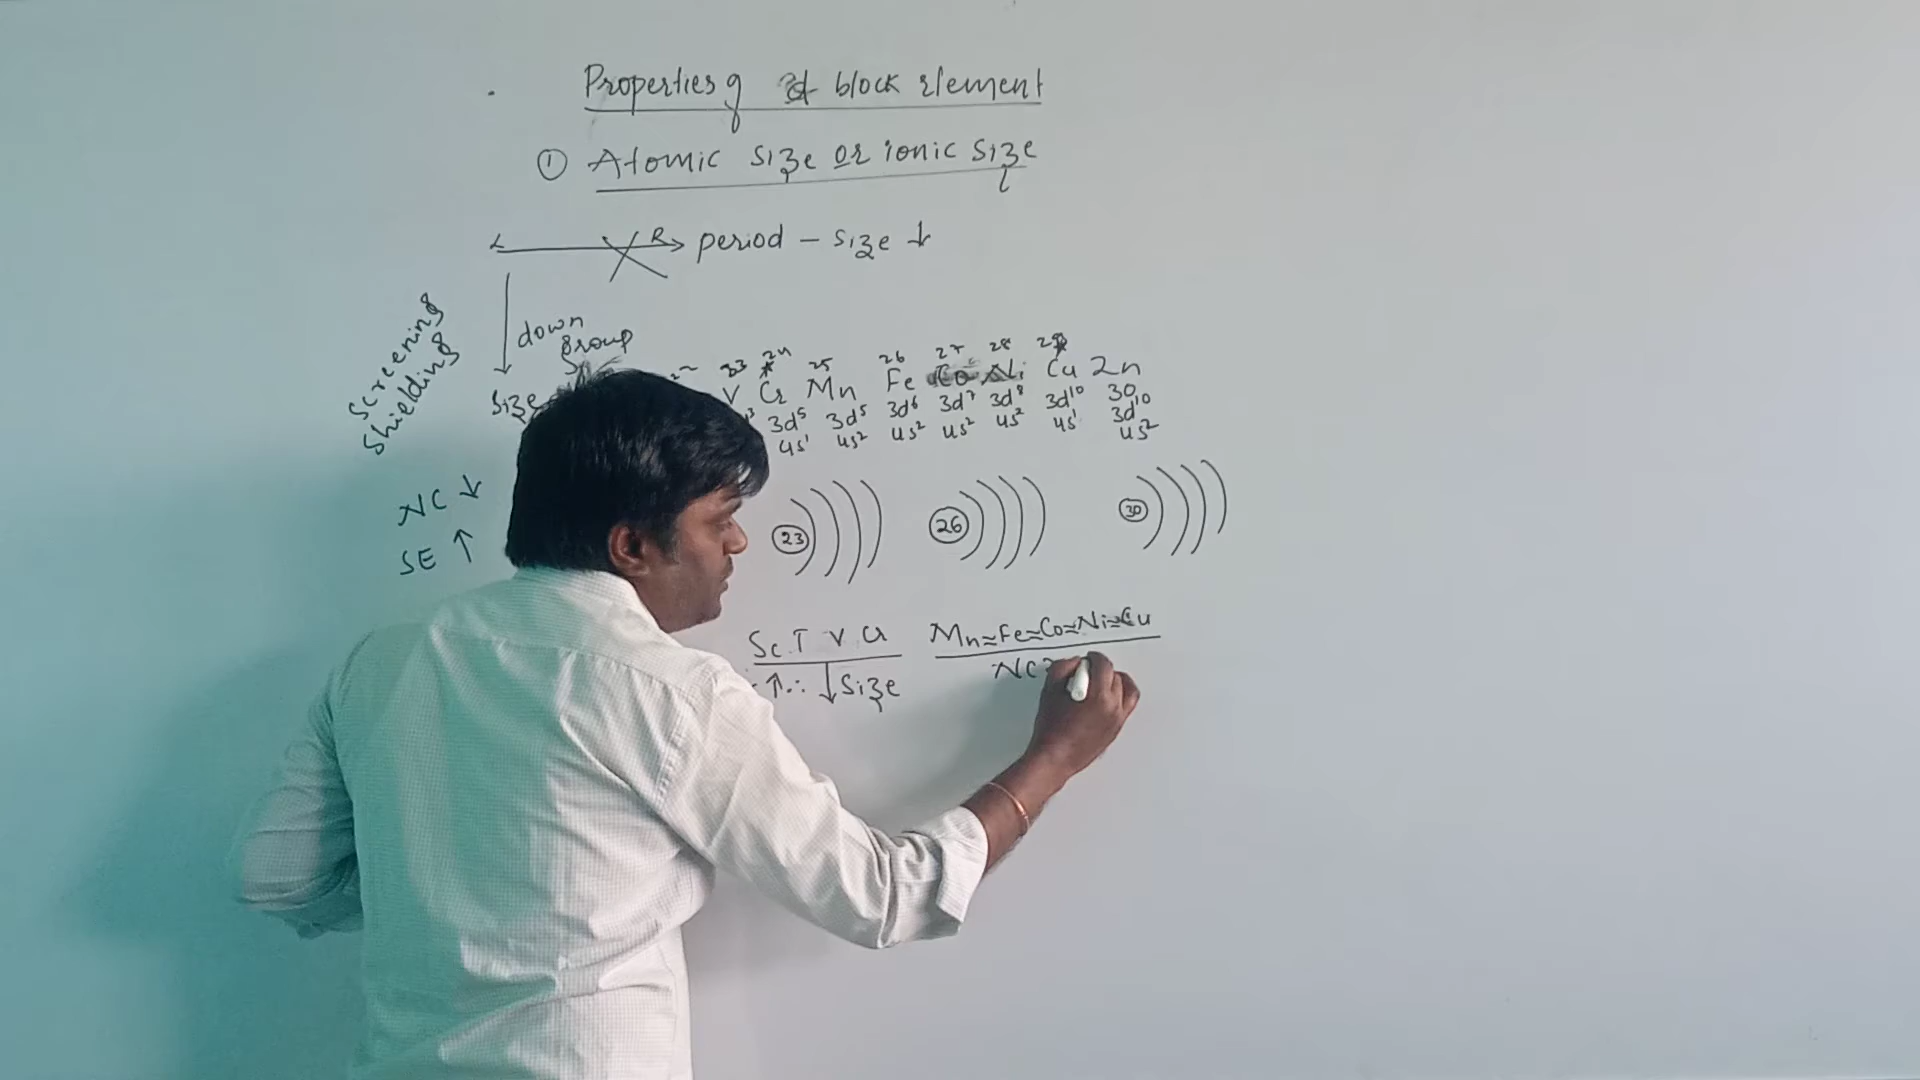 Properties of 3d block element
① Atomic size or ionic size
L R period - size ↓
down
group
size
Screening
Shielding
24 25 26 27 28 29
V Cr Mn Fe Co Ni Cu Zn
3d⁵ 3d⁵ 3d⁶ 3d⁷ 3d⁸ 3d¹⁰ 30
4s¹ 4s² 4s² 4s² 4s² 4s¹ 3d¹⁰
4s²
NC ↓
SE ↑
23 26 30
Sc T V Cr Mn≈Fe≈Co≈Ni≈Cu
↑∴ ↓size NC